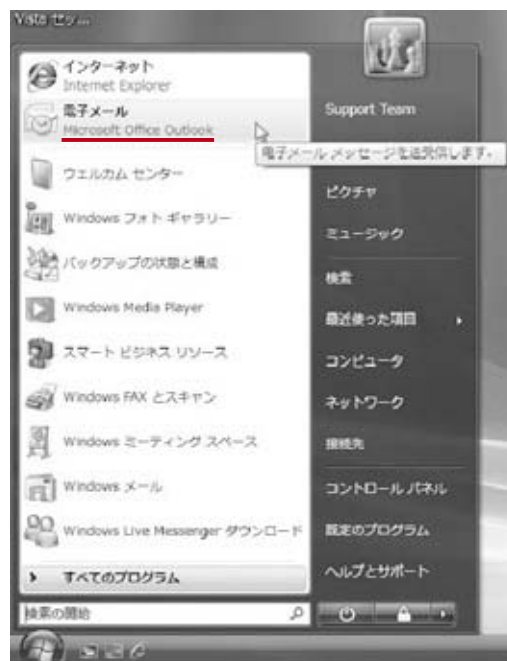 Vista セッ...
インターネット
Internet Explorer
電子メール
Microsoft Office Outlook
ウェルカム センター
Windows フォト ギャラリー
バックアップの状態と構成
Windows Media Player
スマート ビジネス リソース
Windows FAX とスキャン
Windows ミーティング スペース
Windows メール
Windows Live Messenger ダウンロード
すべてのプログラム
検索の開始
Support Team
電子メール メッセージを送受信します。
ピクチャ
ミュージック
検索
最近使った項目
コンピュータ
ネットワーク
接続先
コントロール パネル
既定のプログラム
ヘルプとサポート